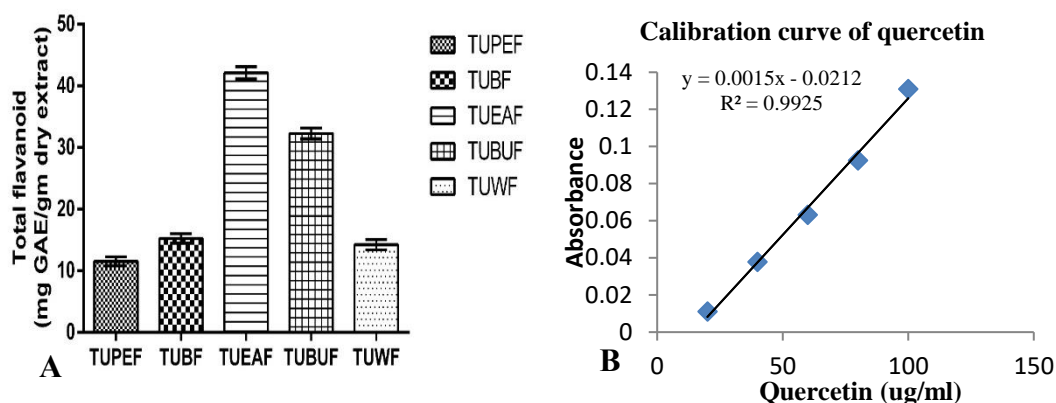 Total flavanoid
(mg GAE/gm dry extract)
50
40
30
20
10
0
TUPEF
TUBF
TUEAF
TUBUF
TUWF
TUPEF
TUBF
TUEAF
TUBUF
TUWF
A
Calibration curve of quercetin
y = 0.0015x - 0.0212
R² = 0.9925
Absorbance
0.14
0.12
0.1
0.08
0.06
0.04
0.02
0
0
50
100
150
Quercetin (ug/ml)
B